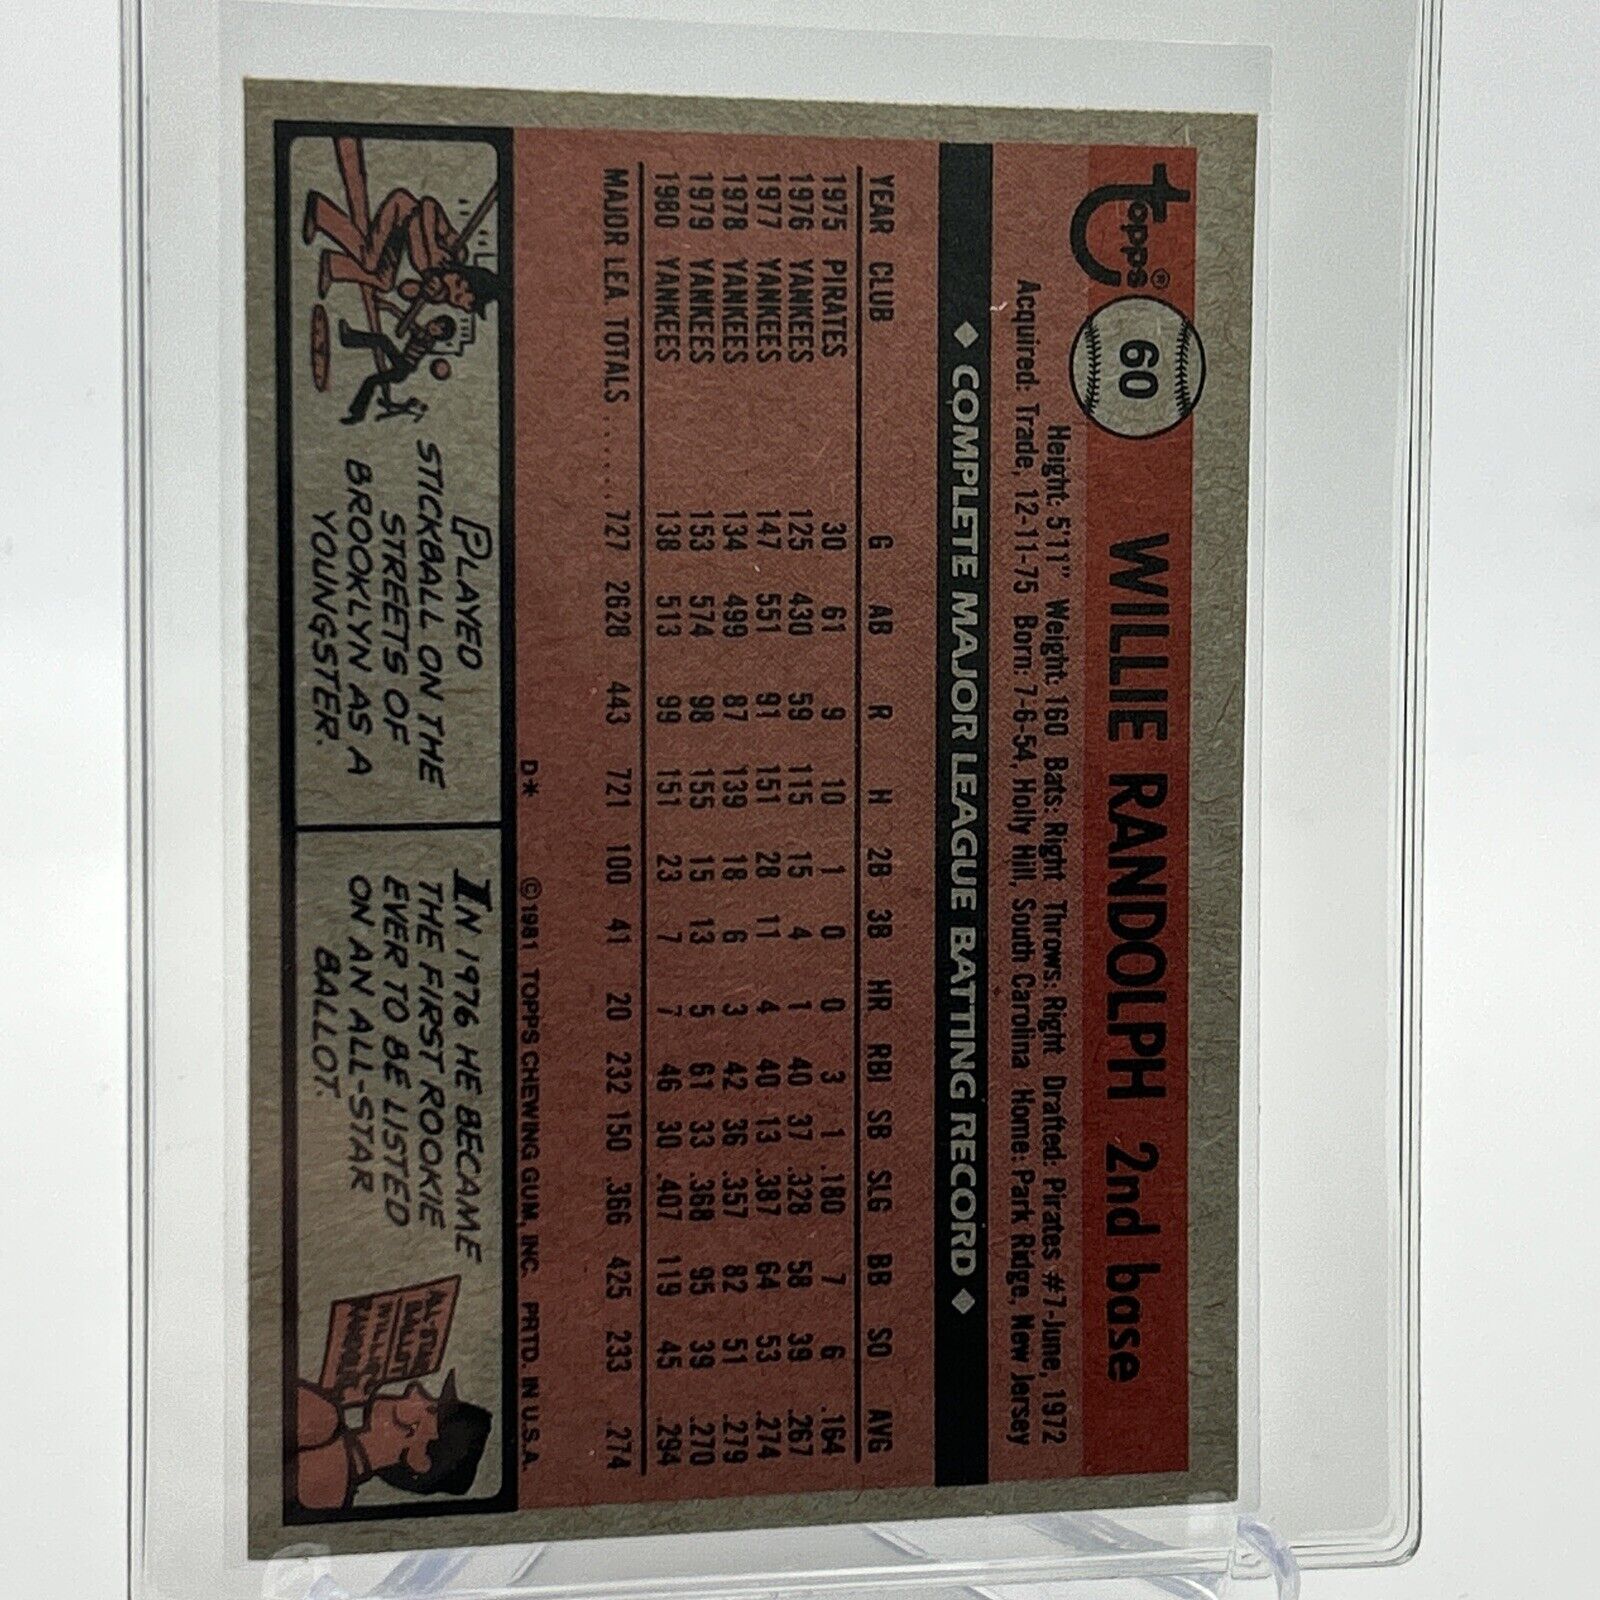 Topps® 60 WILLIE RANDOLPH 2nd base
Height: 5'11" Weight: 160 Bats: Right Throws: Right Drafted: Pirates #7-June, 1972
Acquired: Trade, 12-11-75 Born: 7-6-54, Holly Hill, South Carolina Home: Park Ridge, New Jersey
◆ COMPLETE MAJOR LEAGUE BATTING RECORD ◆
YEAR CLUB G AB R H 2B 3B HR RBI SB SLG BB SO AVG
1975 PIRATES 30 61 9 10 1 0 0 3 1 .180 7 6 .164
1976 YANKEES 125 430 59 115 15 4 1 40 37 .328 58 39 .267
1977 YANKEES 147 551 91 151 28 11 4 40 13 .387 64 53 .274
1978 YANKEES 134 499 87 139 18 6 3 42 36 .357 82 51 .279
1979 YANKEES 153 574 98 155 15 13 5 61 33 .368 95 39 .270
1980 YANKEES 138 513 99 151 23 7 7 46 30 .407 119 45 .294
MAJOR LEA. TOTALS ...... 727 2628 443 721 100 41 20 232 150 .366 425 233 .274
D* ©1981 TOPPS CHEWING GUM, INC. PRTD. IN U.S.A.
PLAYED
STICKBALL ON THE
STREETS OF
BROOKLYN AS A
YOUNGSTER.
IN 1976 HE BECAME
THE FIRST ROOKIE
EVER TO BE LISTED
ON AN ALL-STAR
BALLOT.
ALL-STAR
BALLOT
WILLIE
RANDOLPH